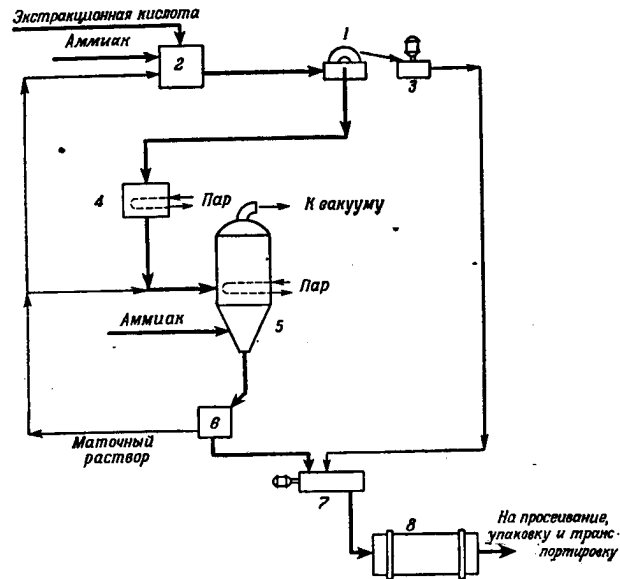 Экстракционная кислота
Аммиак
2
1
3
4
Пар
К вакууму
Пар
Аммиак
5
6
Маточный
раствор
7
8
На просеивание,
упаковку и транс-
портировку